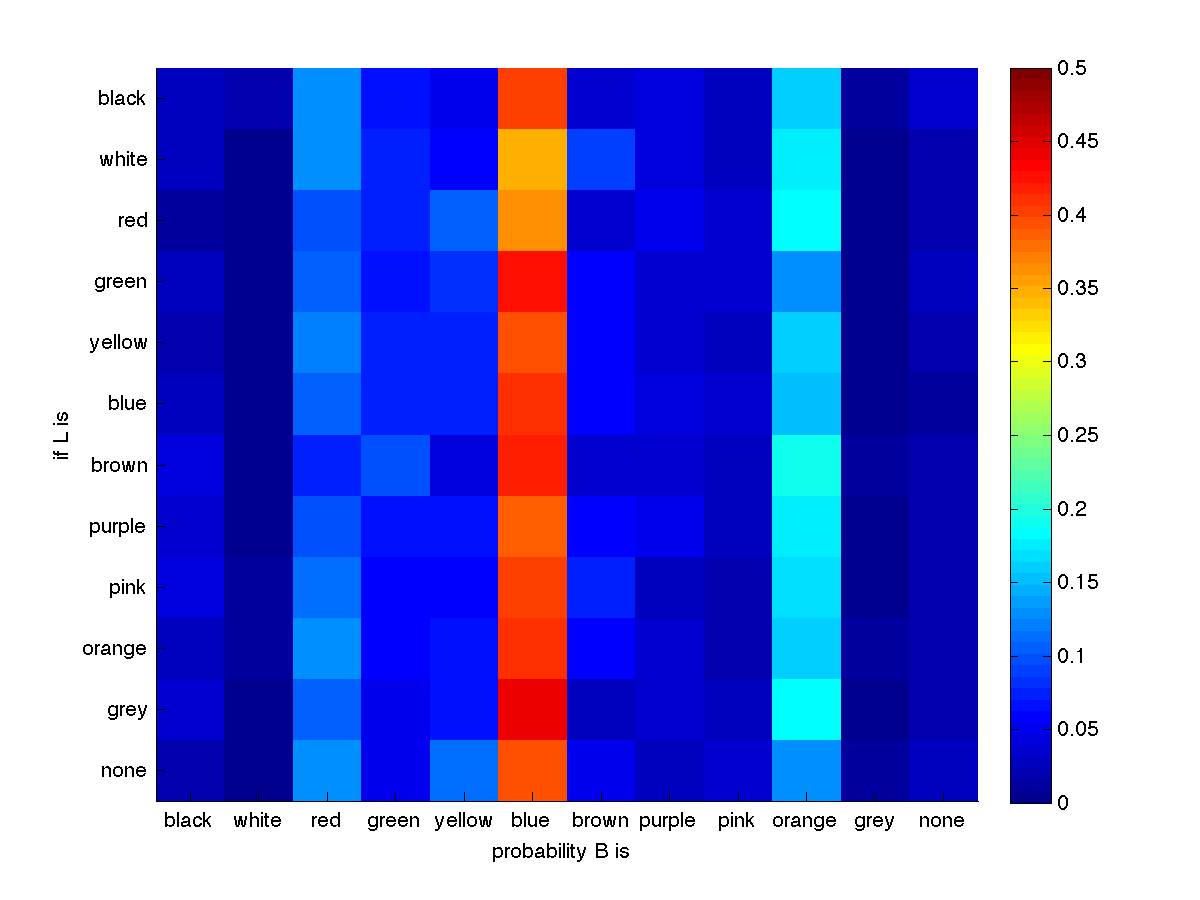 black
white
red
green
yellow
blue
brown
purple
pink
orange
grey
none
if L is
black white red green yellow blue brown purple pink orange grey none
probability B is
0.5
0.45
0.4
0.35
0.3
0.25
0.2
0.15
0.1
0.05
0